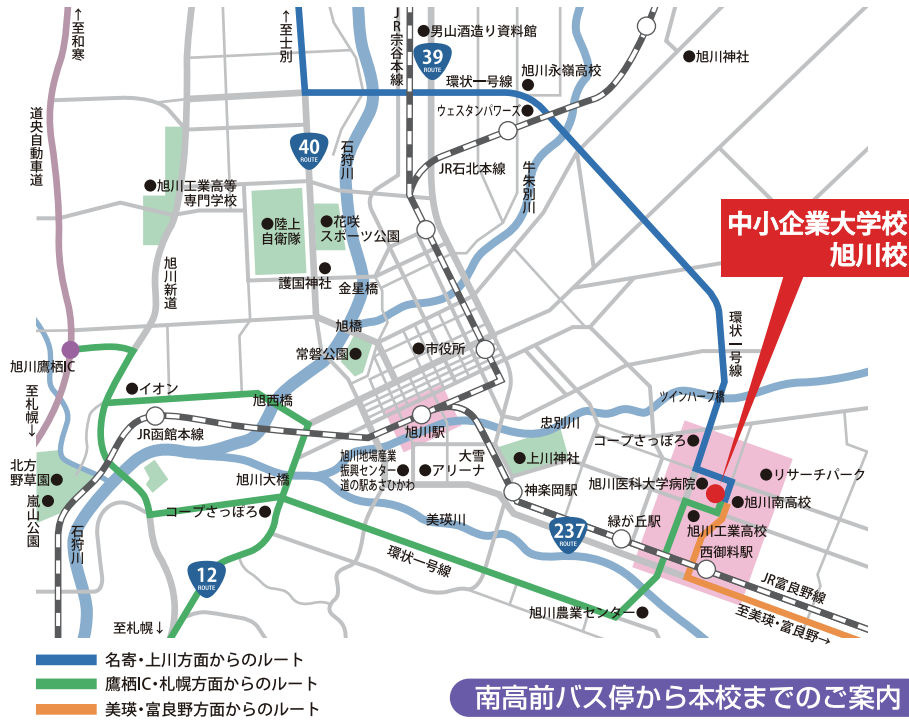 ←至和寒
←至士別
JR宗谷本線
男山酒造り資料館
39
ROUTE
旭川神社
旭川永嶺高校
環状一号線
ウェスタンパワーズ
道央自動車道
40
ROUTE
石狩川
JR石北本線
牛朱別川
旭川工業高等
専門学校
陸上
自衛隊
花咲
スポーツ公園
中小企業大学校
旭川校
旭川新道
護国神社
金星橋
旭橋
環状一号線
常磐公園
市役所
旭川鷹栖IC
至札幌↓
イオン
旭西橋
ツインハープ橋
忠別川
JR函館本線
旭川駅
コープさっぽろ
旭川地場産業
振興センター
道の駅あさひかわ
アリーナ
大雪
上川神社
北方
野草園
嵐山公園
旭川大橋
旭川医科大学病院
リサーチパーク
神楽岡駅
旭川南高校
コープさっぽろ
美瑛川
237
ROUTE
緑が丘駅
旭川工業高校
西御料駅
石狩川
12
ROUTE
環状一号線
JR富良野線
旭川農業センター
至美瑛・富良野→
至札幌↓
名寄・上川方面からのルート
鷹栖IC・札幌方面からのルート
美瑛・富良野方面からのルート
南高前バス停から本校までのご案内